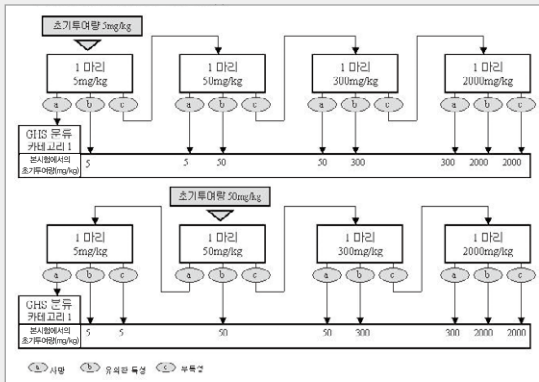 초기투여량 5mg/kg
1 마리 1 마리 1 마리 1 마리
5mg/kg 50mg/kg 300mg/kg 2000mg/kg
a b c a b c a b c a b c
GHS 분류
카테고리 1
본시험에서의
초기투여량(mg/kg)
5 5 50 50 300 300 2000 2000
초기투여량 50mg/kg
1 마리 1 마리 1 마리 1 마리
5mg/kg 50mg/kg 300mg/kg 2000mg/kg
a b c a b c a b c a b c
GHS 분류
카테고리 1
본시험에서의
초기투여량(mg/kg)
5 5 50 50 300 300 2000 2000
a 사망 b 유의한 독성 c 무독성